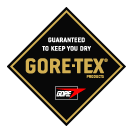 GUARANTEED
TO KEEP YOU DRY
GORE-TEX®
PRODUCTS
GORE